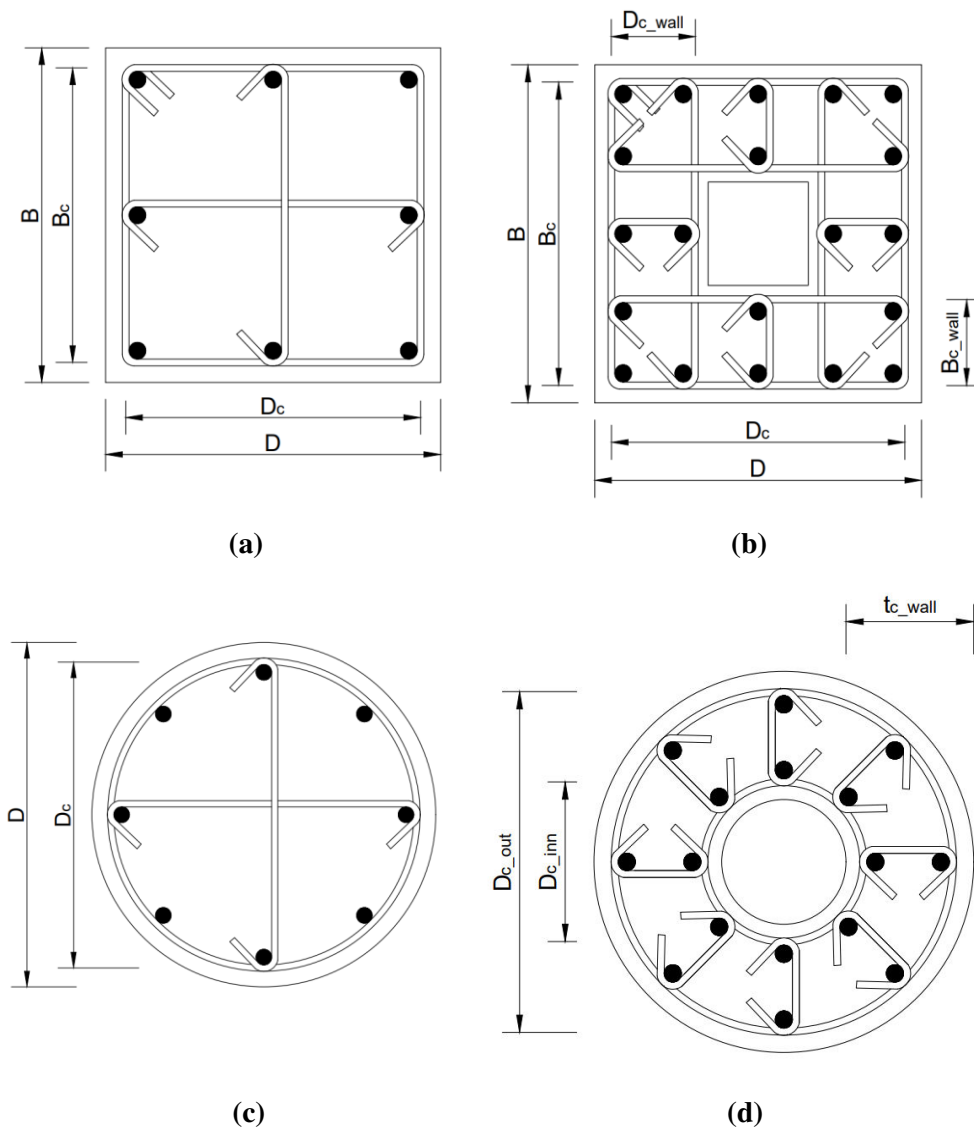 B
Bc
Dc
D
(a)
Dc_wall
B
Bc
Bc_wall
Dc
D
(b)
D
Dc
(c)
tc_wall
Dc_out
Dc_inn
(d)